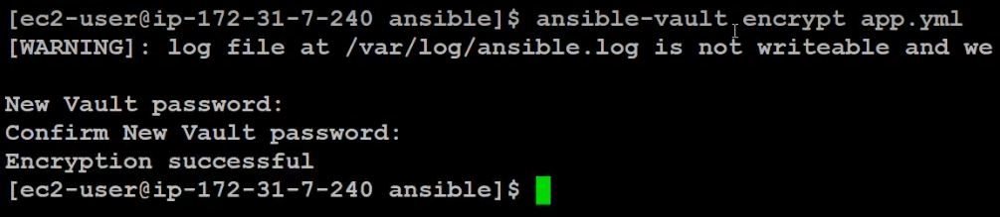 [ec2-user@ip-172-31-7-240 ansible]$ ansible-vault encrypt app.yml
[WARNING]: log file at /var/log/ansible.log is not writeable and we
New Vault password:
Confirm New Vault password:
Encryption successful
[ec2-user@ip-172-31-7-240 ansible]$